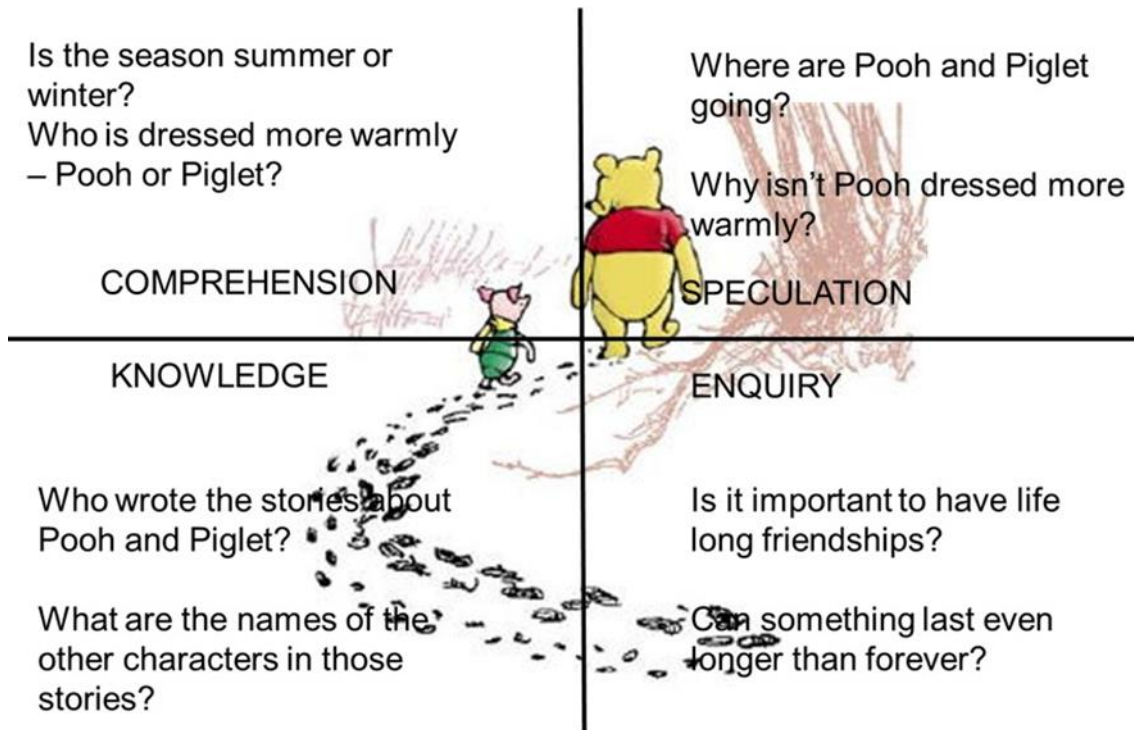 Is the season summer or
winter?
Who is dressed more warmly
– Pooh or Piglet?
COMPREHENSION
Where are Pooh and Piglet
going?
Why isn't Pooh dressed more
warmly?
SPECULATION
KNOWLEDGE
Who wrote the stories about
Pooh and Piglet?
What are the names of the
other characters in those
stories?
ENQUIRY
Is it important to have life
long friendships?
Can something last even
longer than forever?